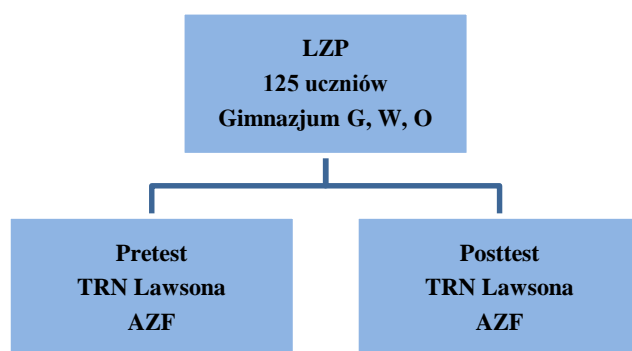 LZP
125 uczniów
Gimnazjum G, W, O
Pretest
TRN Lawsona
AZF
Posttest
TRN Lawsona
AZF